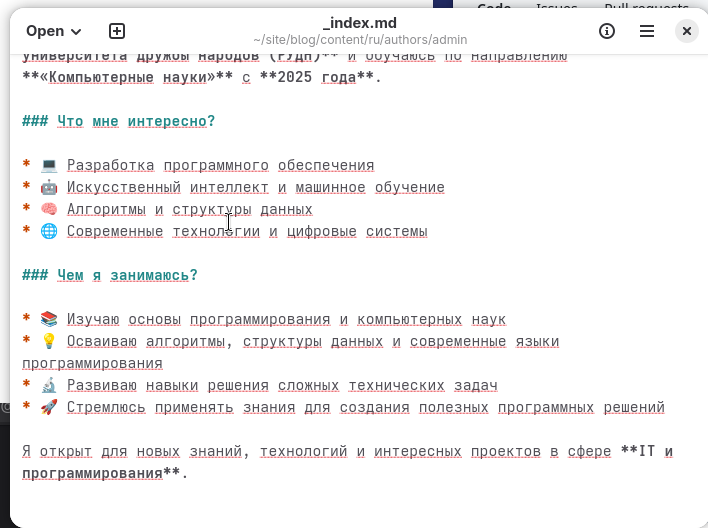 Code Issues Pull requests
Open _index.md
~/site/blog/content/ru/authors/admin
университета дружбы народов (РУДН)** и обучаюсь по направлению
**«Компьютерные науки»** с **2025 года**.
### Что мне интересно?
* 💻 Разработка программного обеспечения
* 🤖 Искусственный интеллект и машинное обучение
* 🧠 Алгоритмы и структуры данных
* 🌐 Современные технологии и цифровые системы
### Чем я занимаюсь?
* 📚 Изучаю основы программирования и компьютерных наук
* 💡 Осваиваю алгоритмы, структуры данных и современные языки
программирования
* 🔬 Развиваю навыки решения сложных технических задач
* 🚀 Стремлюсь применять знания для создания полезных программных решений
Я открыт для новых знаний, технологий и интересных проектов в сфере **IT и
программирования**.